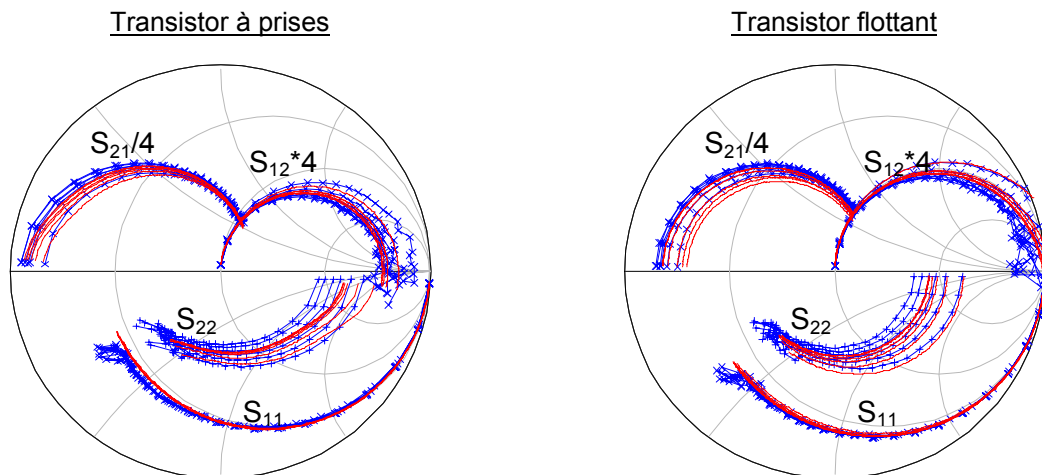 Transistor à prises
Transistor flottant
S₂₁/4
S₁₂*4
S₂₂
S₁₁
S₂₁/4
S₁₂*4
S₂₂
S₁₁